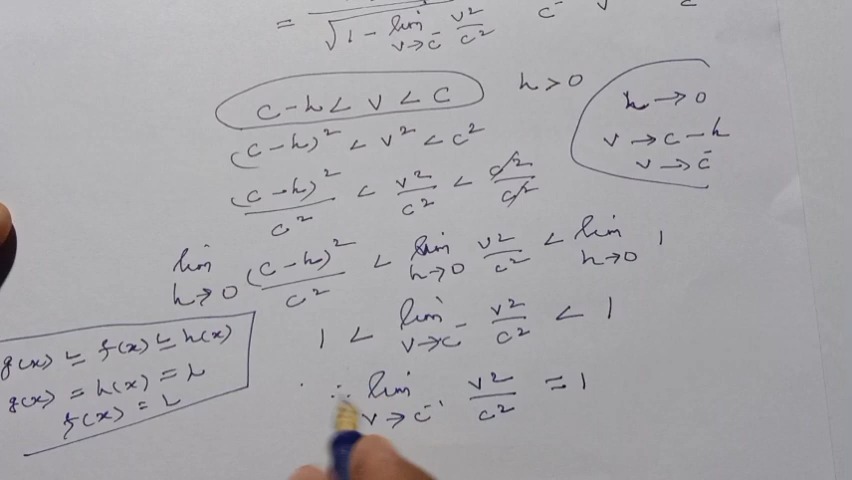 = √1 - lim v→c⁻ v²/c² c⁻ v c
c-h < v < c h > 0
h → 0
(c-h)² < v² < c²
v → c-h
v → c⁻
(c-h)²/c² < v²/c² < c²/c²
lim h→0 (c-h)²/c² < lim h→0 v²/c² < lim h→0 1
1 < lim v→c⁻ v²/c² < 1
g(x) ≤ f(x) ≤ h(x)
g(x) = h(x) = L
f(x) = L
∴ lim v→c⁻ v²/c² = 1